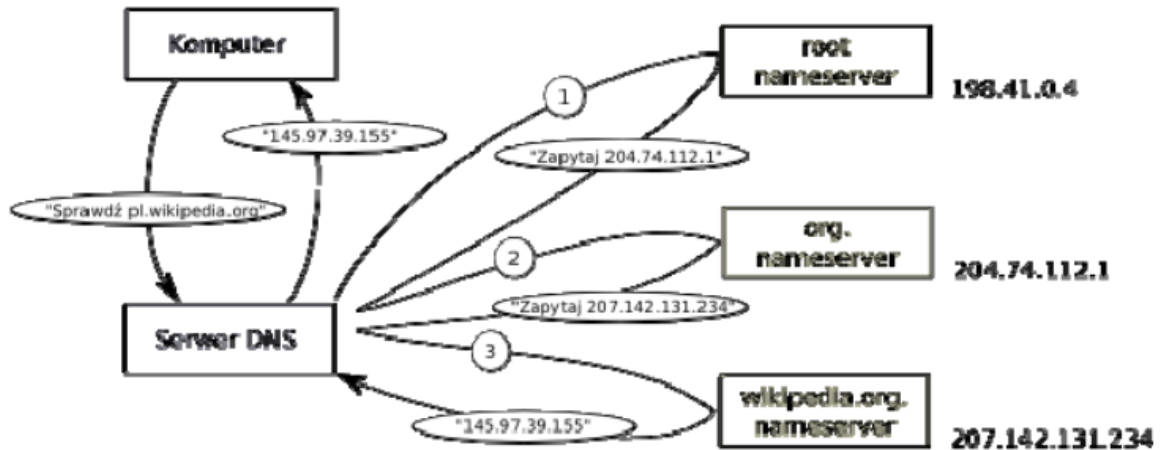 Komputer
"145.97.39.155"
"Sprawdź pl.wikipedia.org"
Serwer DNS
1
"Zapytaj 204.74.112.1"
root
nameserver
198.41.0.4
2
"Zapytaj 207.142.131.234"
org.
nameserver
204.74.112.1
3
"145.97.39.155"
wikipedia.org.
nameserver
207.142.131.234